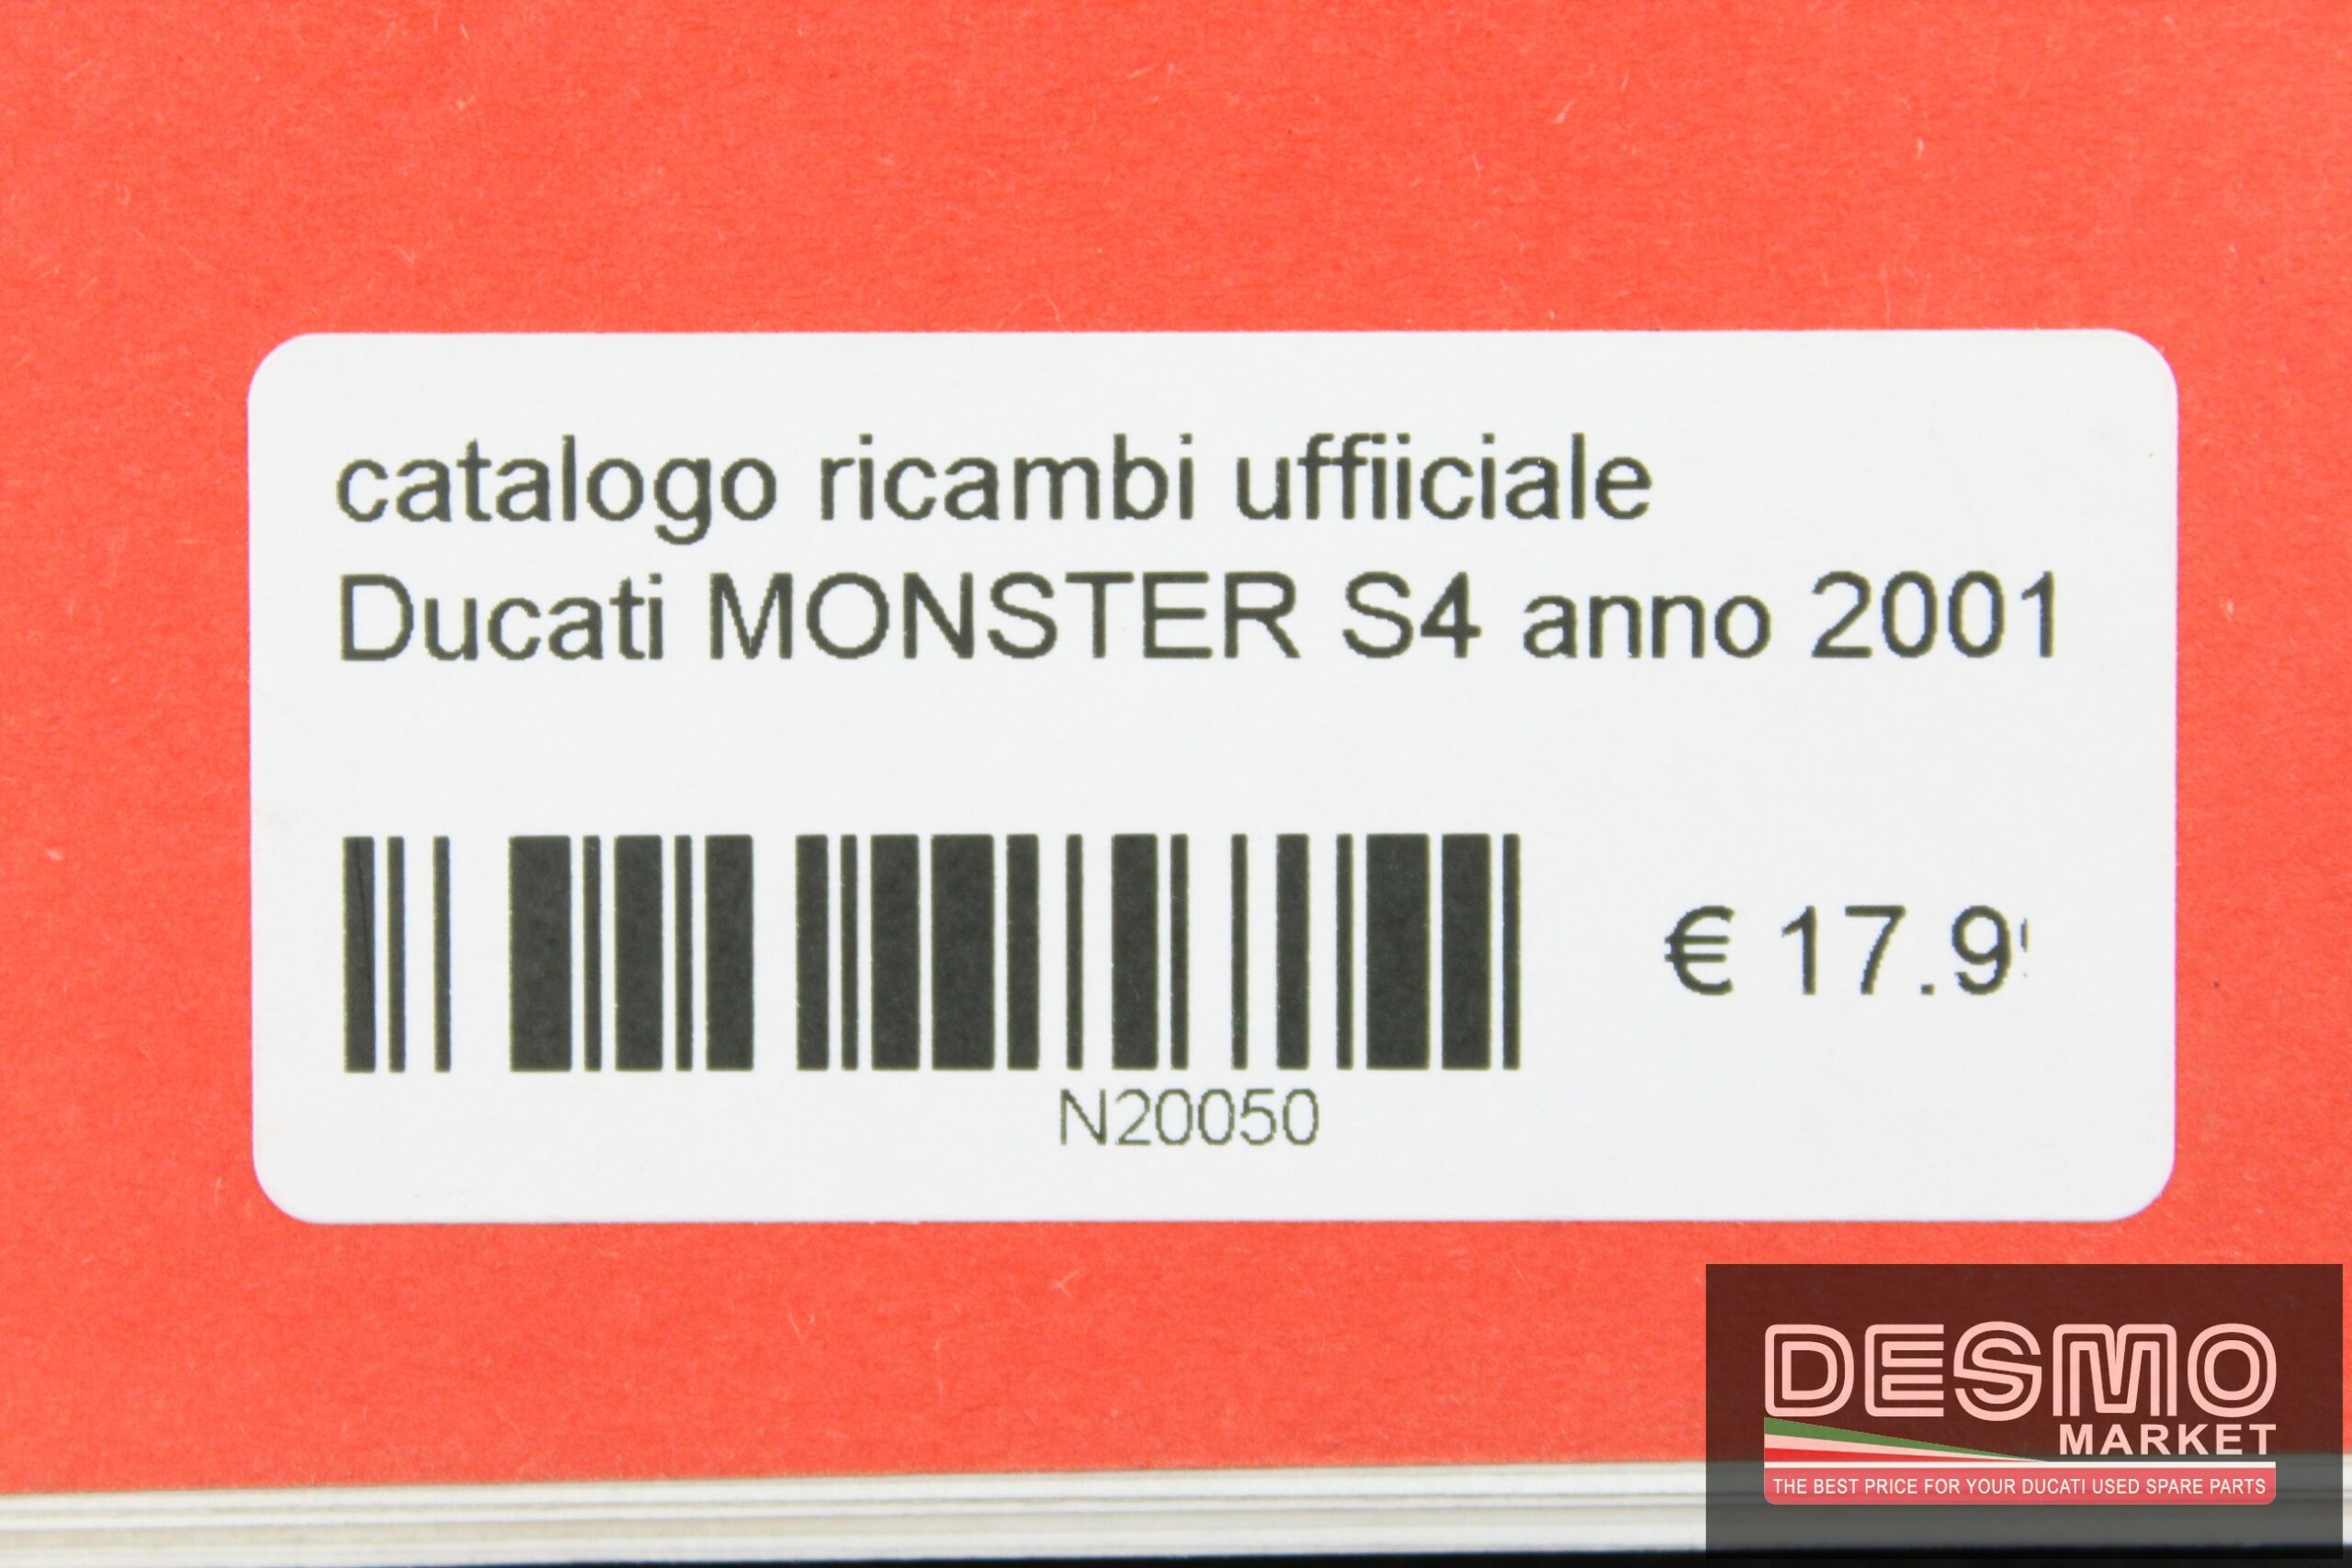 catalogo ricambi uffiiciale
Ducati MONSTER S4 anno 2001
€ 17.9
N20050
DESMO
MARKET
THE BEST PRICE FOR YOUR DUCATI USED SPARE PARTS